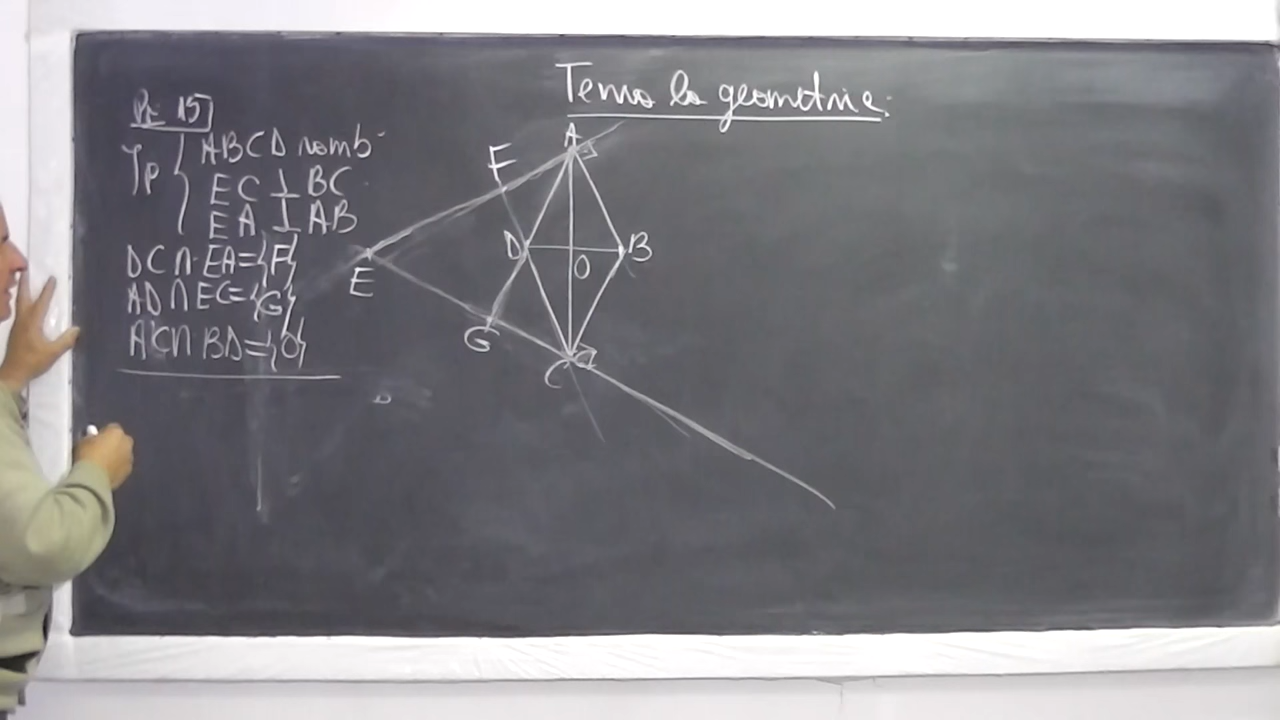 Tema la geometrie.
Pr 15
Ip { ABCD romb
EC ⊥ BC
EA ⊥ AB
DC ∩ EA = {F}
AD ∩ EC = {G}
AC ∩ BD = {O}
A
F
D
B
O
E
G
C